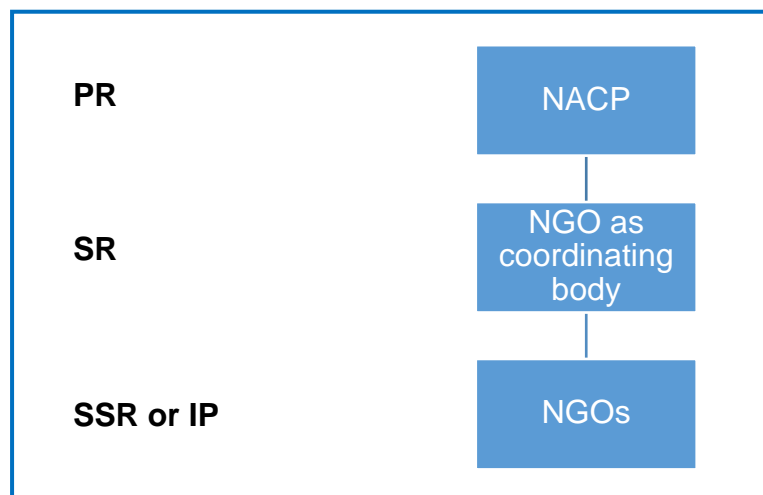 PR
NACP
SR
NGO as
coordinating
body
SSR or IP
NGOs